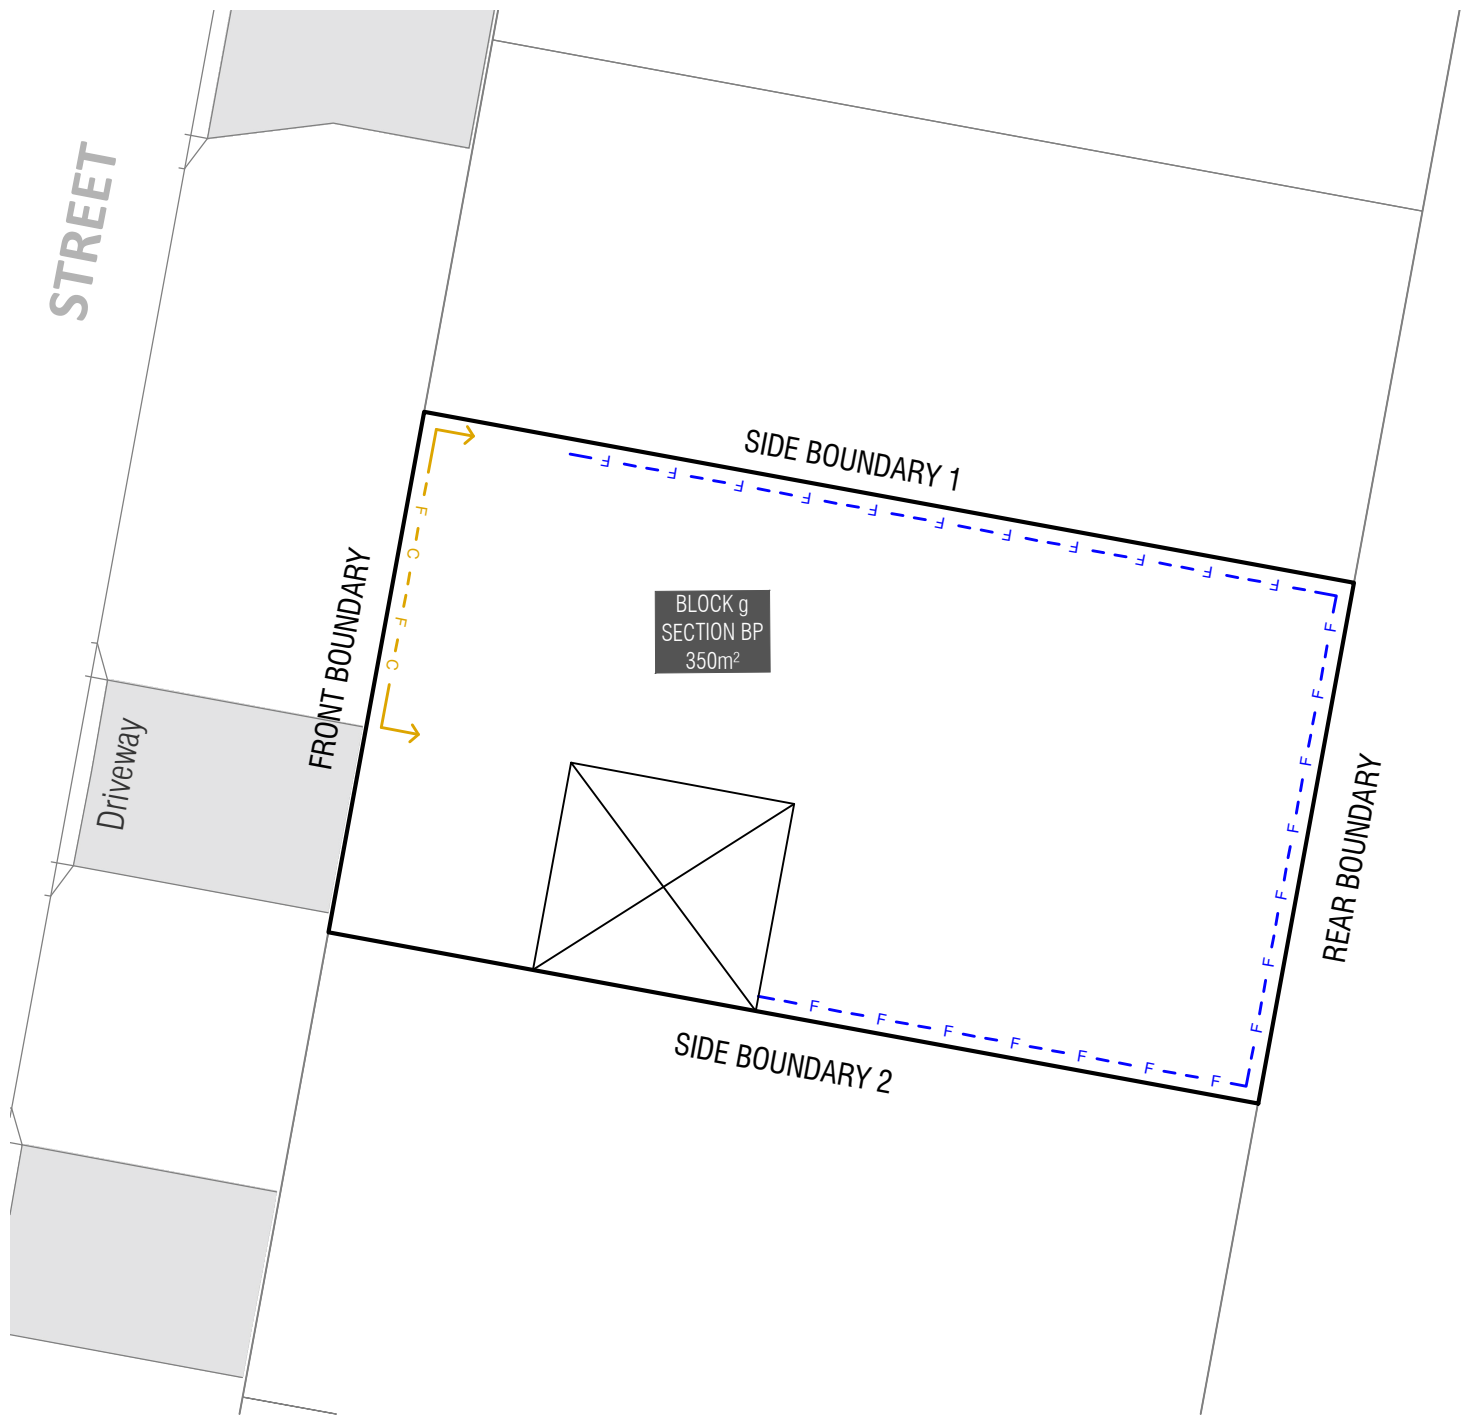 STREET
SIDE BOUNDARY 1
F F F F F F F F F F F
F C F C
FRONT BOUNDARY
BLOCK g
SECTION BP
350m²
F F F F F F F
Driveway
REAR BOUNDARY
F F F F F F F
SIDE BOUNDARY 2